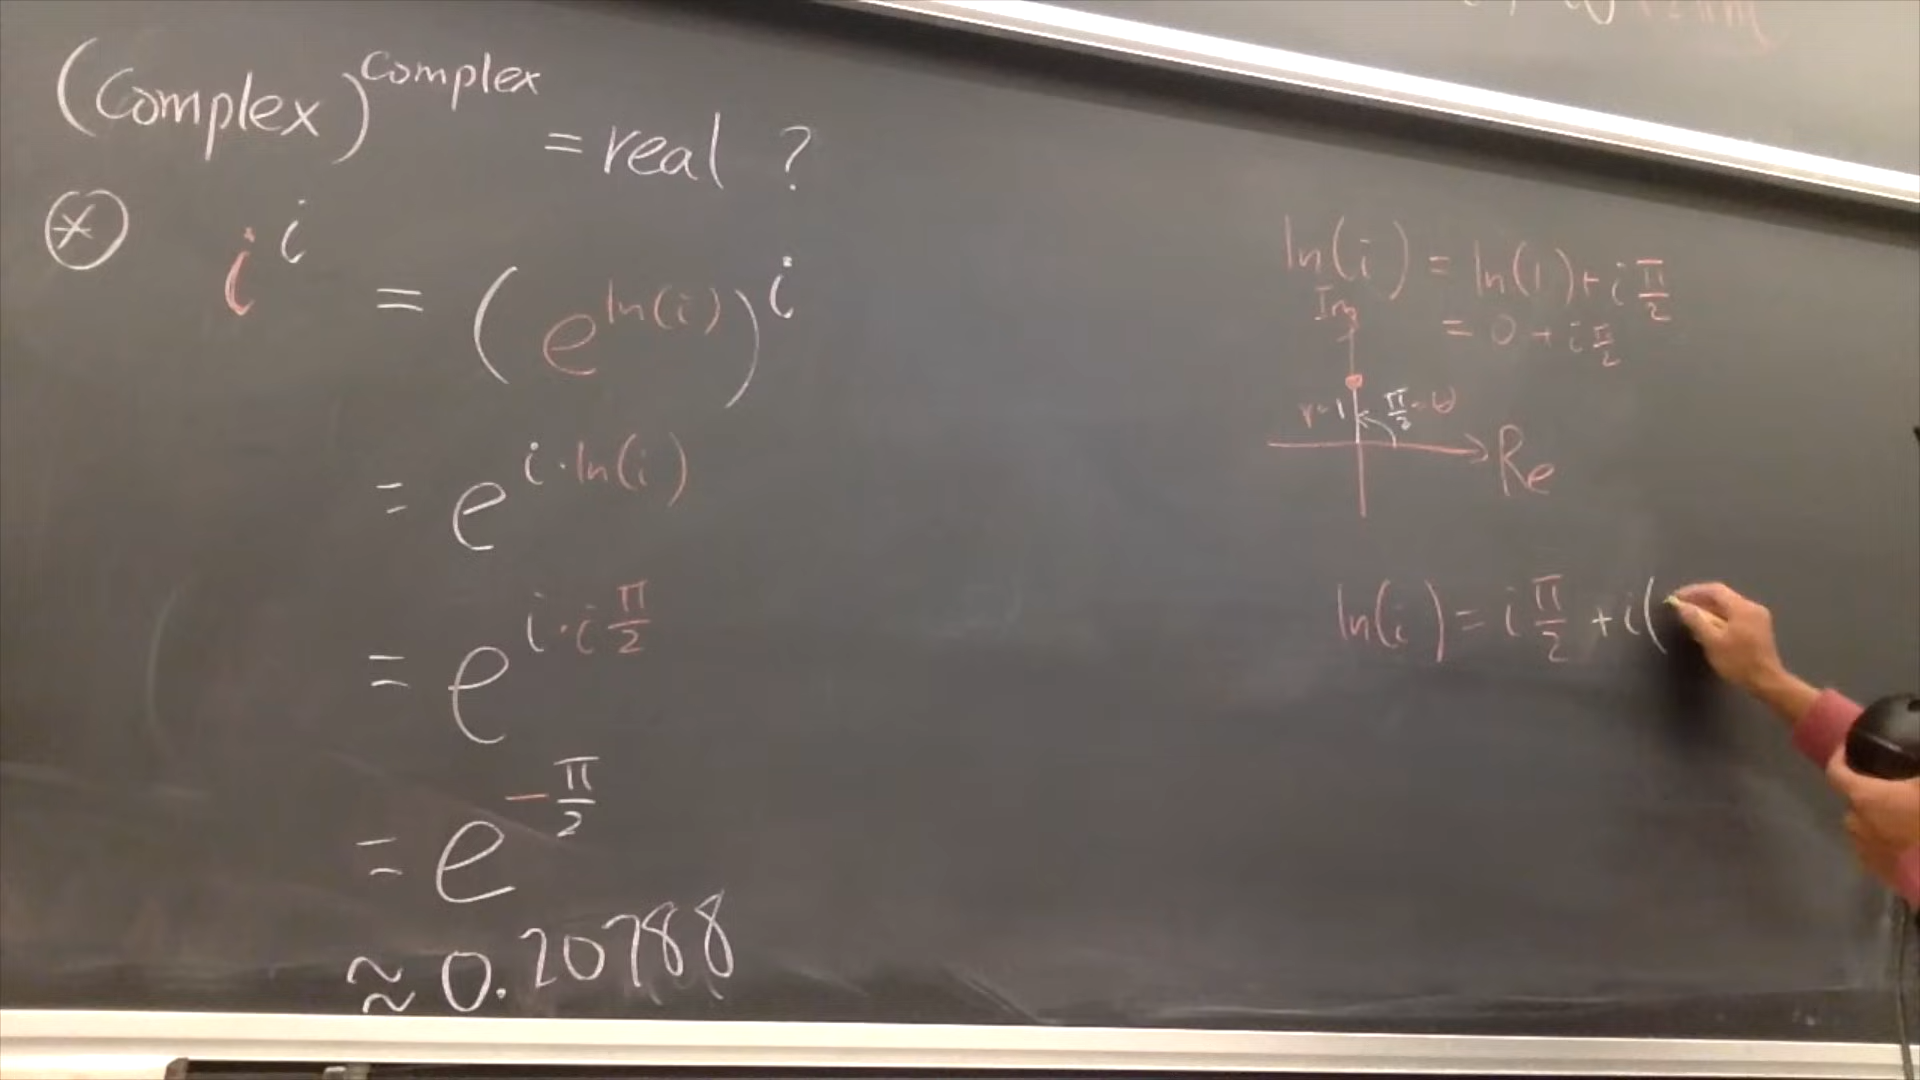 (Complex)^complex = real ?
⊛ i^i = (e^ln(i))^i
= e^i·ln(i)
= e^i·i π/2
= e^-π/2
≈ 0.20788
ln(i) = ln(1) + i π/2
= 0 + i π/2
Im
r=1 π/2=θ
Re
ln(i) = i π/2 + i(